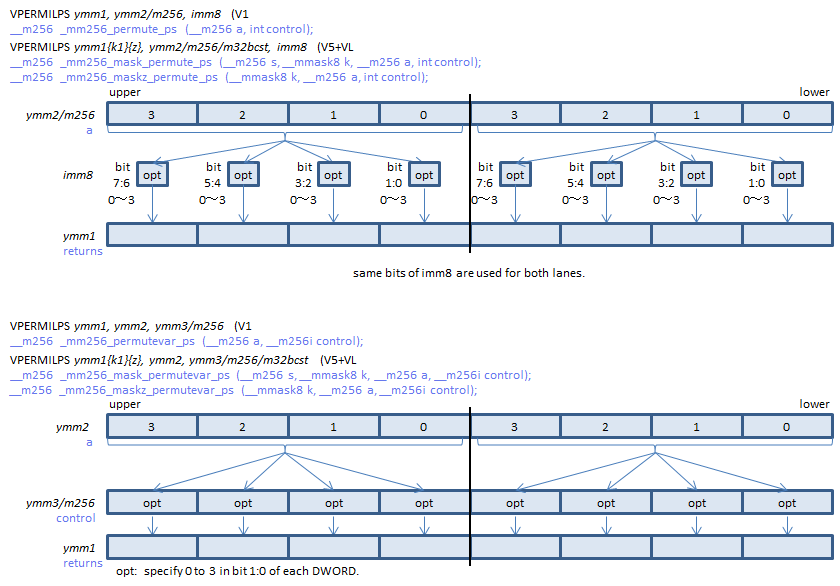 VPERMILPS ymm1, ymm2/m256, imm8 (V1
__m256 _mm256_permute_ps (__m256 a, int control);
VPERMILPS ymm1{k1}{z}, ymm2/m256/m32bcst, imm8 (V5+VL
__m256 _mm256_mask_permute_ps (__m256 s, __mmask8 k, __m256 a, int control);
__m256 _mm256_maskz_permute_ps (__mmask8 k, __m256 a, int control);
upper lower
ymm2/m256 3 2 1 0 3 2 1 0
a
imm8 bit 7:6 0～3 opt bit 5:4 0～3 opt bit 3:2 0～3 opt bit 1:0 0～3 opt bit 7:6 0～3 opt bit 5:4 0～3 opt bit 3:2 0～3 opt bit 1:0 0～3 opt
ymm1
returns
same bits of imm8 are used for both lanes.
VPERMILPS ymm1, ymm2, ymm3/m256 (V1
__m256 _mm256_permutevar_ps (__m256 a, __m256i control);
VPERMILPS ymm1{k1}{z}, ymm2, ymm3/m256/m32bcst (V5+VL
__m256 _mm256_mask_permutevar_ps (__m256 s, __mmask8 k, __m256 a, __m256i control);
__m256 _mm256_maskz_permutevar_ps (__mmask8 k, __m256 a, __m256i control);
upper lower
ymm2 3 2 1 0 3 2 1 0
a
ymm3/m256 opt opt opt opt opt opt opt opt
control
ymm1
returns
opt: specify 0 to 3 in bit 1:0 of each DWORD.